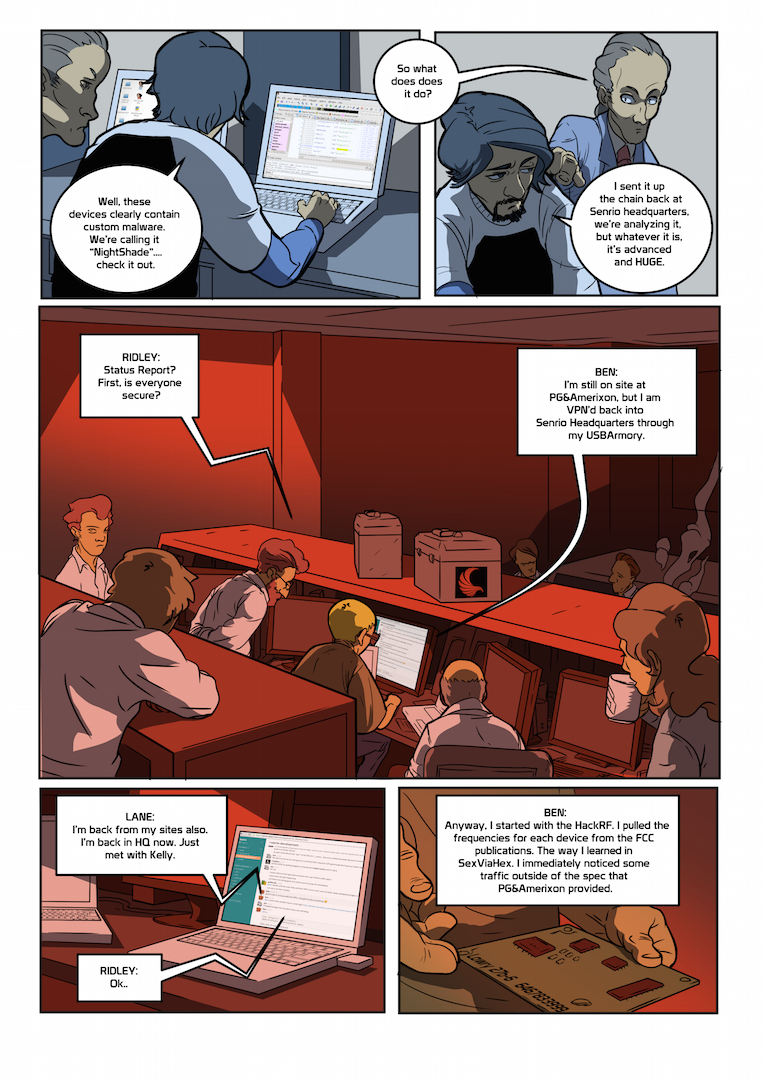 So what
does does
it do?
Well, these
devices clearly contain
custom malware.
We're calling it
"NightShade"....
check it out.
I sent it up
the chain back at
Senrio headquarters,
we're analyzing it,
but whatever it is,
it's advanced
and HUGE.
RIDLEY:
Status Report?
First, is everyone
secure?
BEN:
I'm still on site at
PG&Amerixon, but I am
VPN'd back into
Senrio Headquarters through
my USBArmory.
LANE:
I'm back from my sites also.
I'm back in HQ now. Just
met with Kelly.
RIDLEY:
Ok..
BEN:
Anyway, I started with the HackRF. I pulled the
frequencies for each device from the FCC
publications. The way I learned in
SexViaHex. I immediately noticed some
traffic outside of the spec that
PG&Amerixon provided.